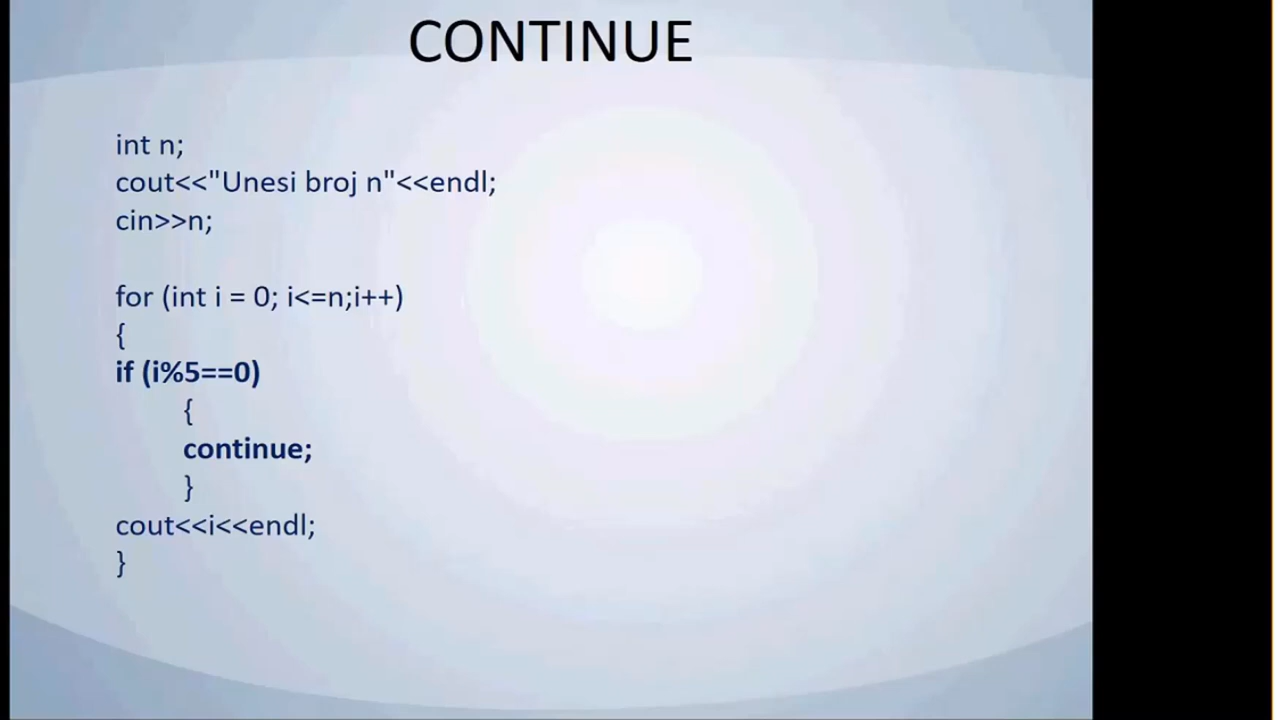 CONTINUE
int n;
cout<<"Unesi broj n"<<endl;
cin>>n;
for (int i = 0; i<=n;i++)
{
if (i%5==0)
{
continue;
}
cout<<i<<endl;
}